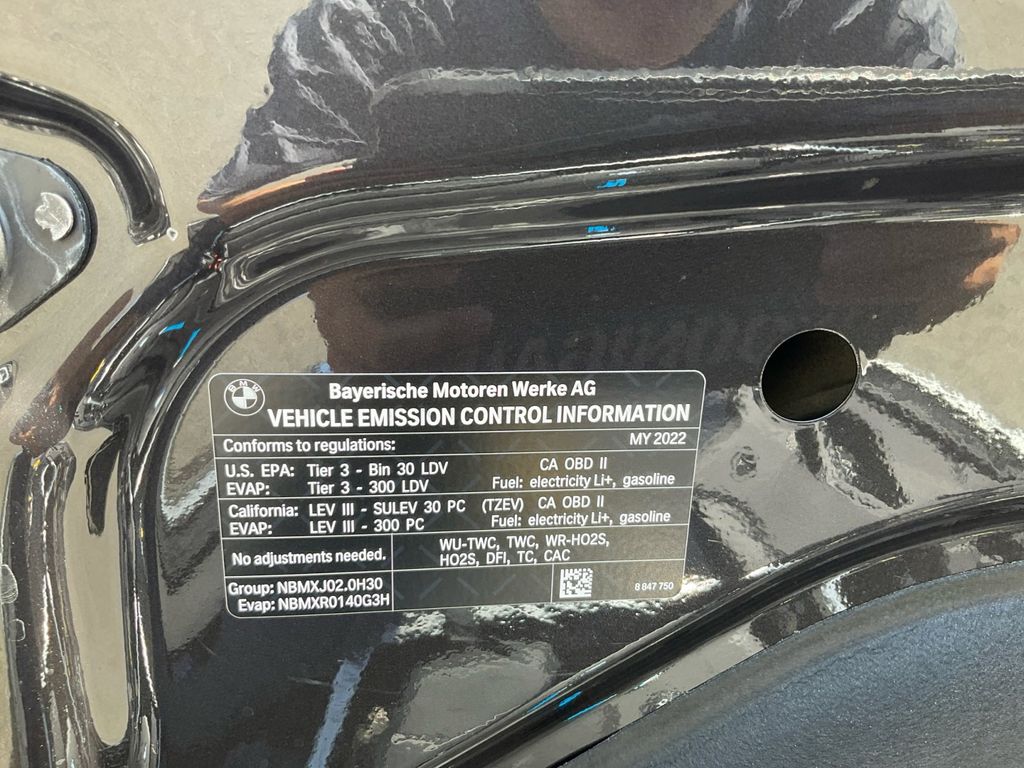 BMW
Bayerische Motoren Werke AG
VEHICLE EMISSION CONTROL INFORMATION
Conforms to regulations: MY 2022
U.S. EPA: Tier 3 - Bin 30 LDV CA OBD II
EVAP: Tier 3 - 300 LDV Fuel: electricity Li+, gasoline
California: LEV III - SULEV 30 PC (TZEV) CA OBD II
EVAP: LEV III - 300 PC Fuel: electricity Li+, gasoline
No adjustments needed.
WU-TWC, TWC, WR-HO2S,
HO2S, DFI, TC, CAC
Group: NBMXJ02.0H30
Evap: NBMXR0140G3H
8 847 750